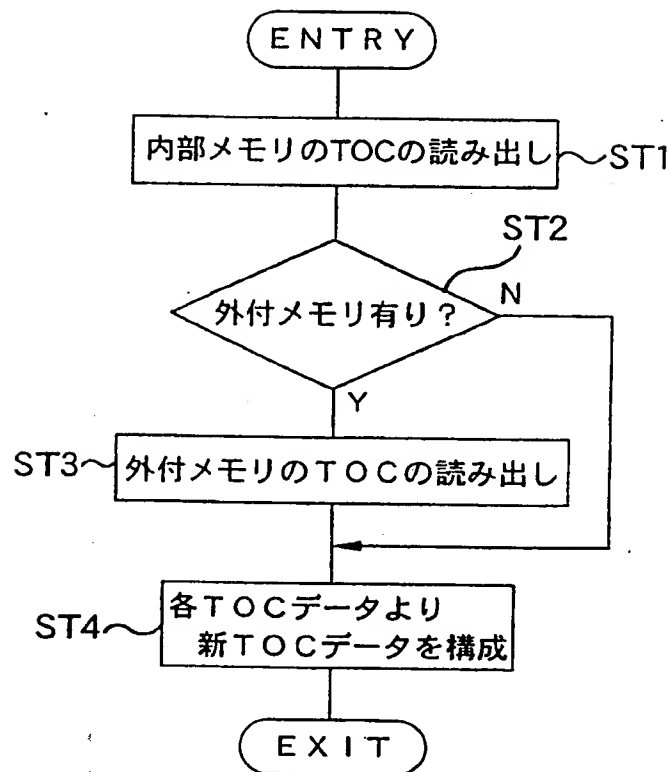 ENTRY
内部メモリのTOCの読み出し
ST1
ST2
外付メモリ有り?
N
Y
ST3
外付メモリのTOCの読み出し
ST4
各TOCデータより
新TOCデータを構成
EXIT